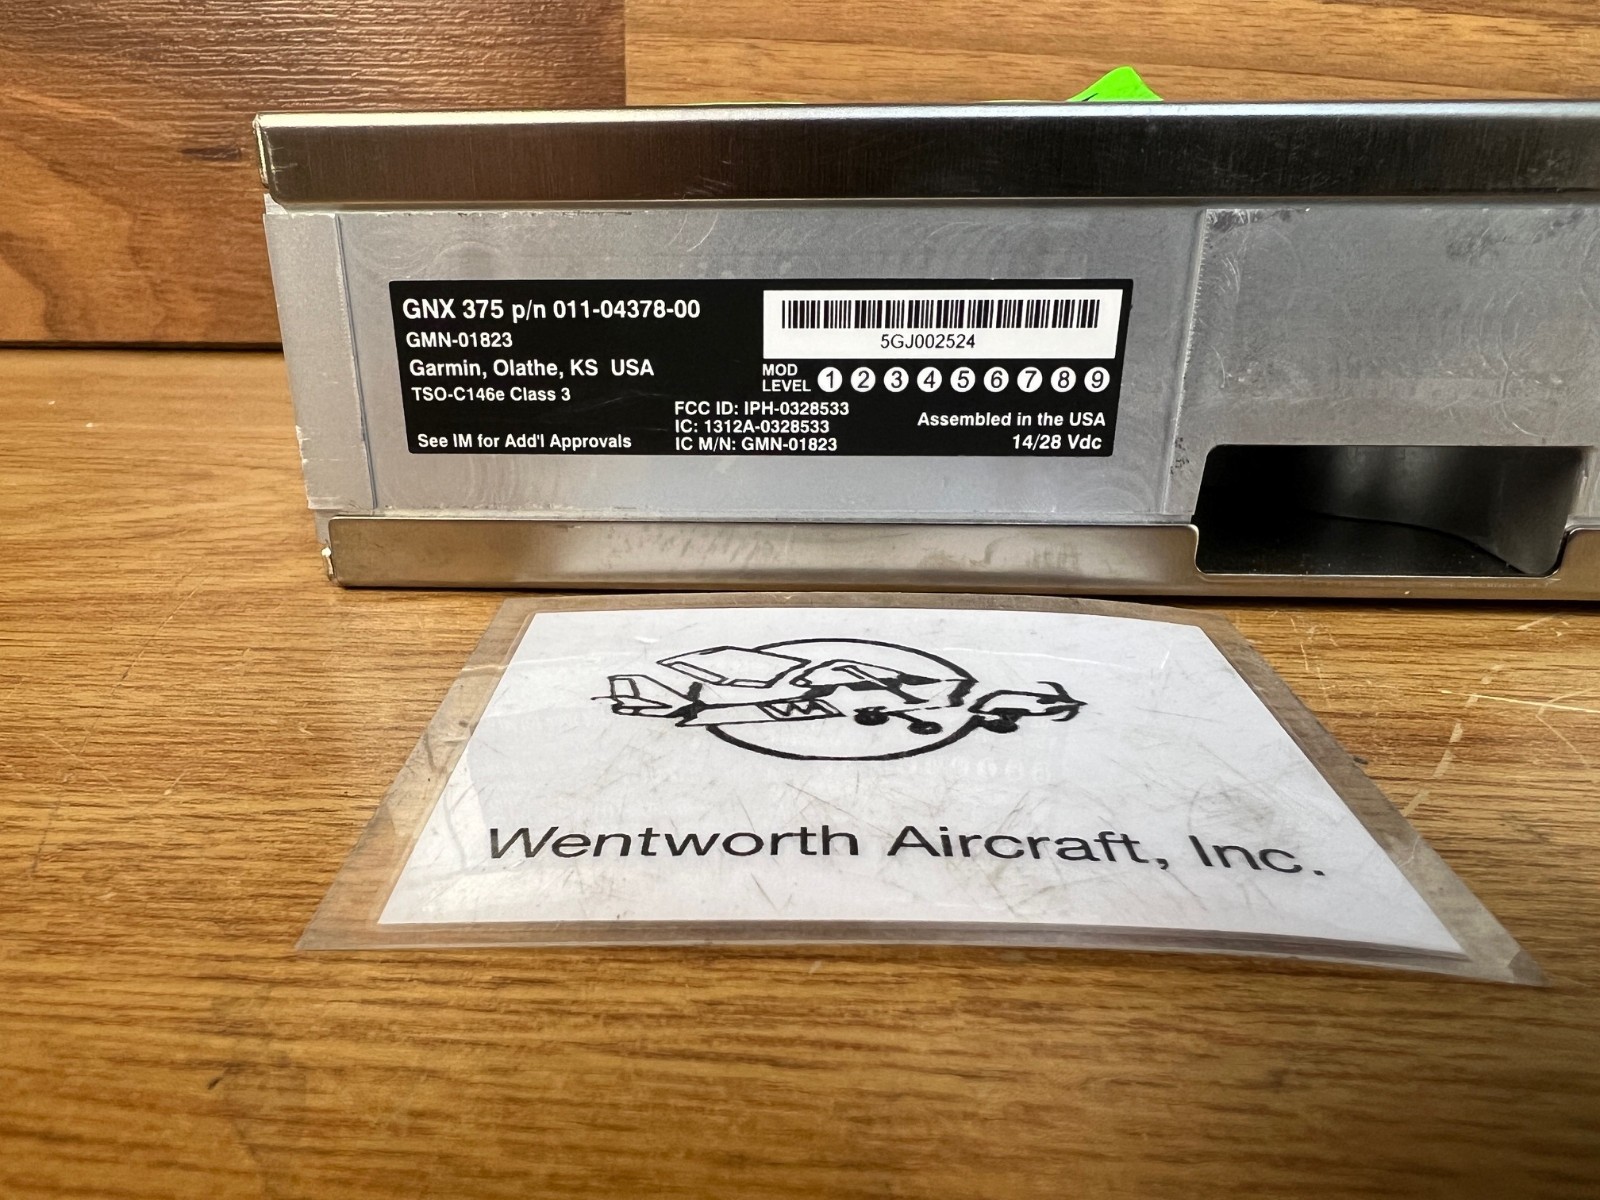 GNX 375 p/n 011-04378-00
GMN-01823
Garmin, Olathe, KS USA
TSO-C146e Class 3
See IM for Add'l Approvals
5GJ002524
MOD
LEVEL 1 2 3 4 5 6 7 8 9
FCC ID: IPH-0328533
IC: 1312A-0328533
IC M/N: GMN-01823
Assembled in the USA
14/28 Vdc
W
Wentworth Aircraft, Inc.